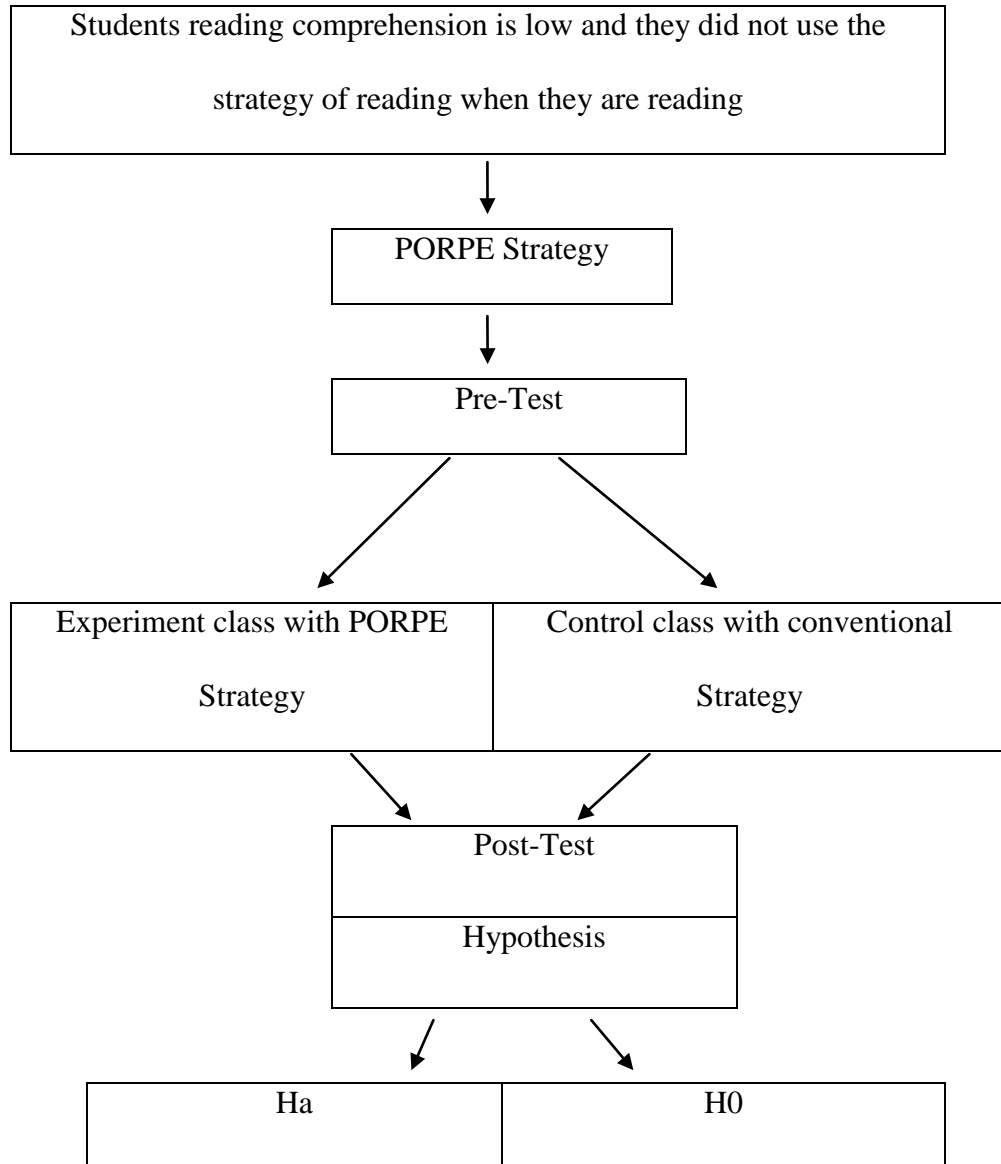 Students reading comprehension is low and they did not use the
strategy of reading when they are reading
PORPE Strategy
Pre-Test
Experiment class with PORPE
Strategy
Control class with conventional
Strategy
Post-Test
Hypothesis
Ha
H0